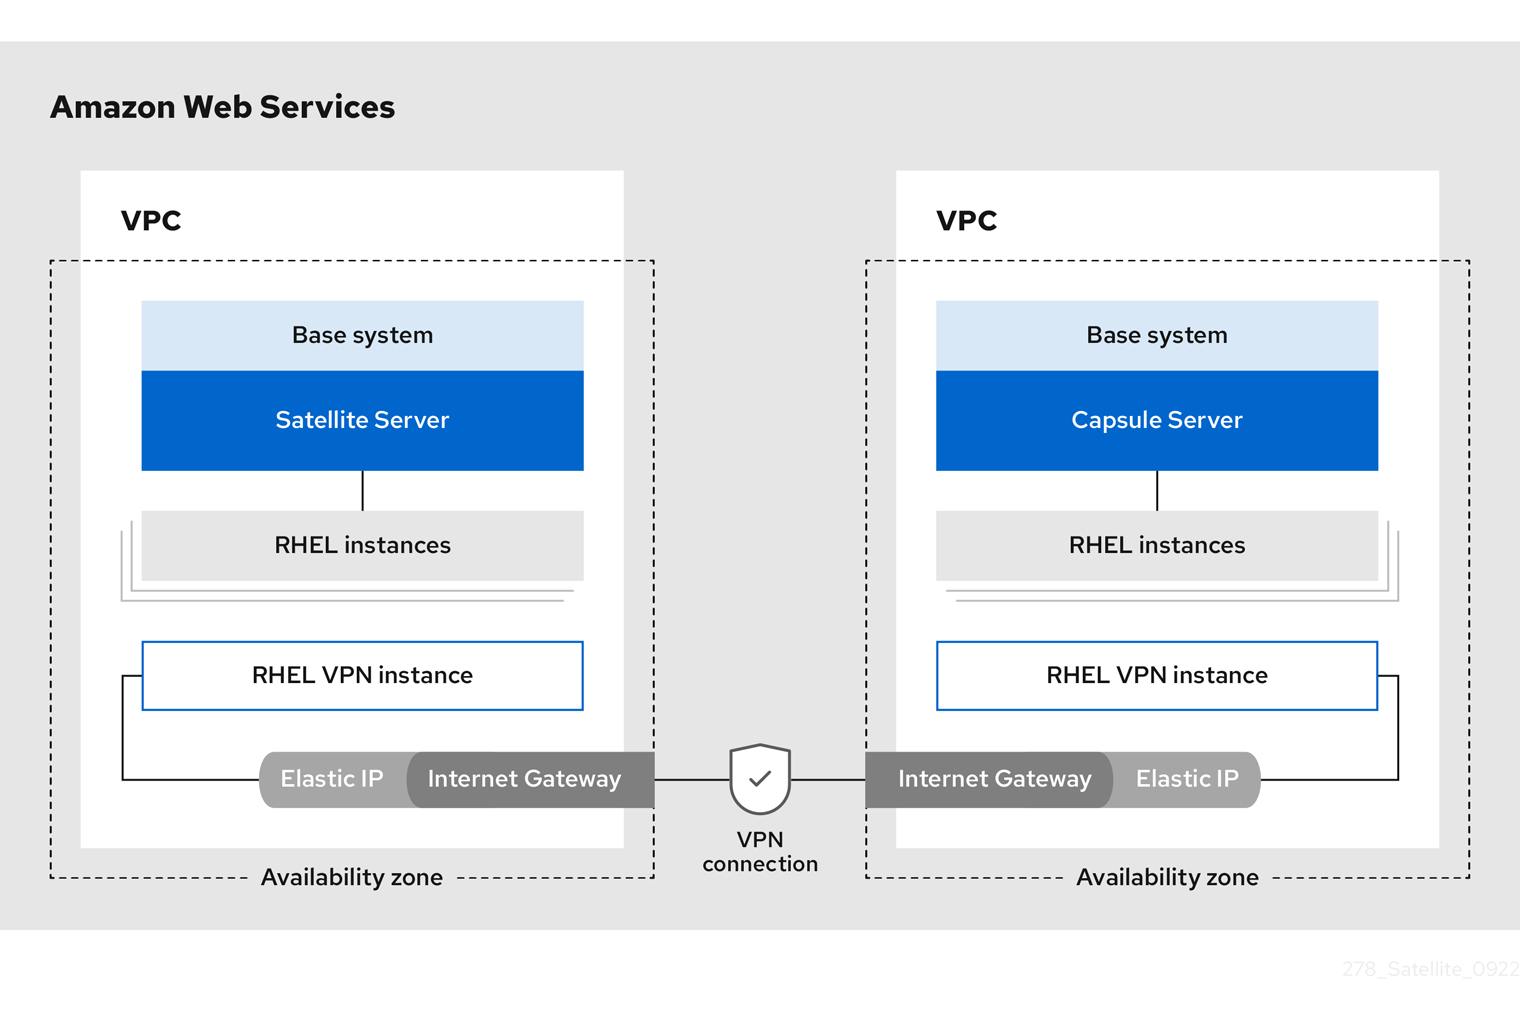 Amazon Web Services
VPC
Base system
Satellite Server
RHEL instances
RHEL VPN instance
Elastic IP
Internet Gateway
Availability zone
VPN
connection
VPC
Base system
Capsule Server
RHEL instances
RHEL VPN instance
Internet Gateway
Elastic IP
Availability zone
278_Satellite_0922